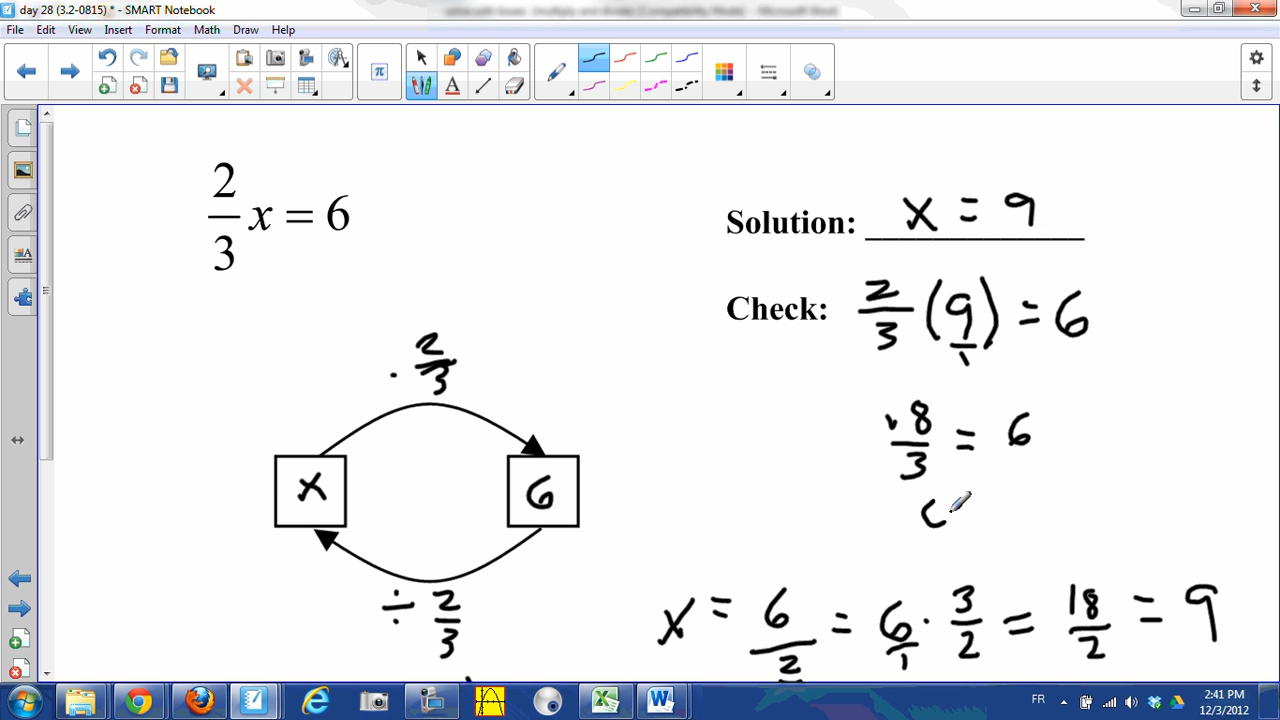 day 28 (3.2-0815) * - SMART Notebook
File Edit View Insert Format Math Draw Help
2/3 x = 6
Solution: x = 9
Check: 2/3 (9/1) = 6
18/3 = 6
· 2/3
x 6
÷ 2/3
x = 6/2 = 6/1 · 3/2 = 18/2 = 9
FR 2:41 PM
12/3/2012